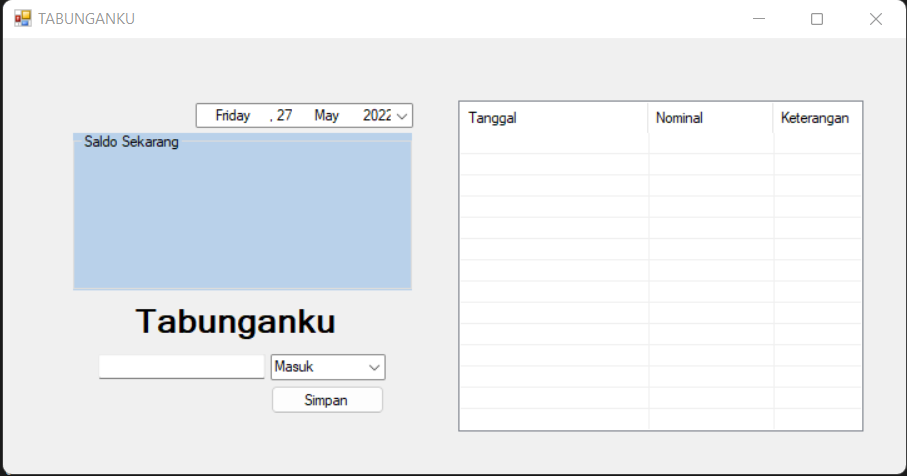 TABUNGANKU
Friday , 27 May 2022
Saldo Sekarang
Tabunganku
Masuk
Simpan
Tanggal Nominal Keterangan